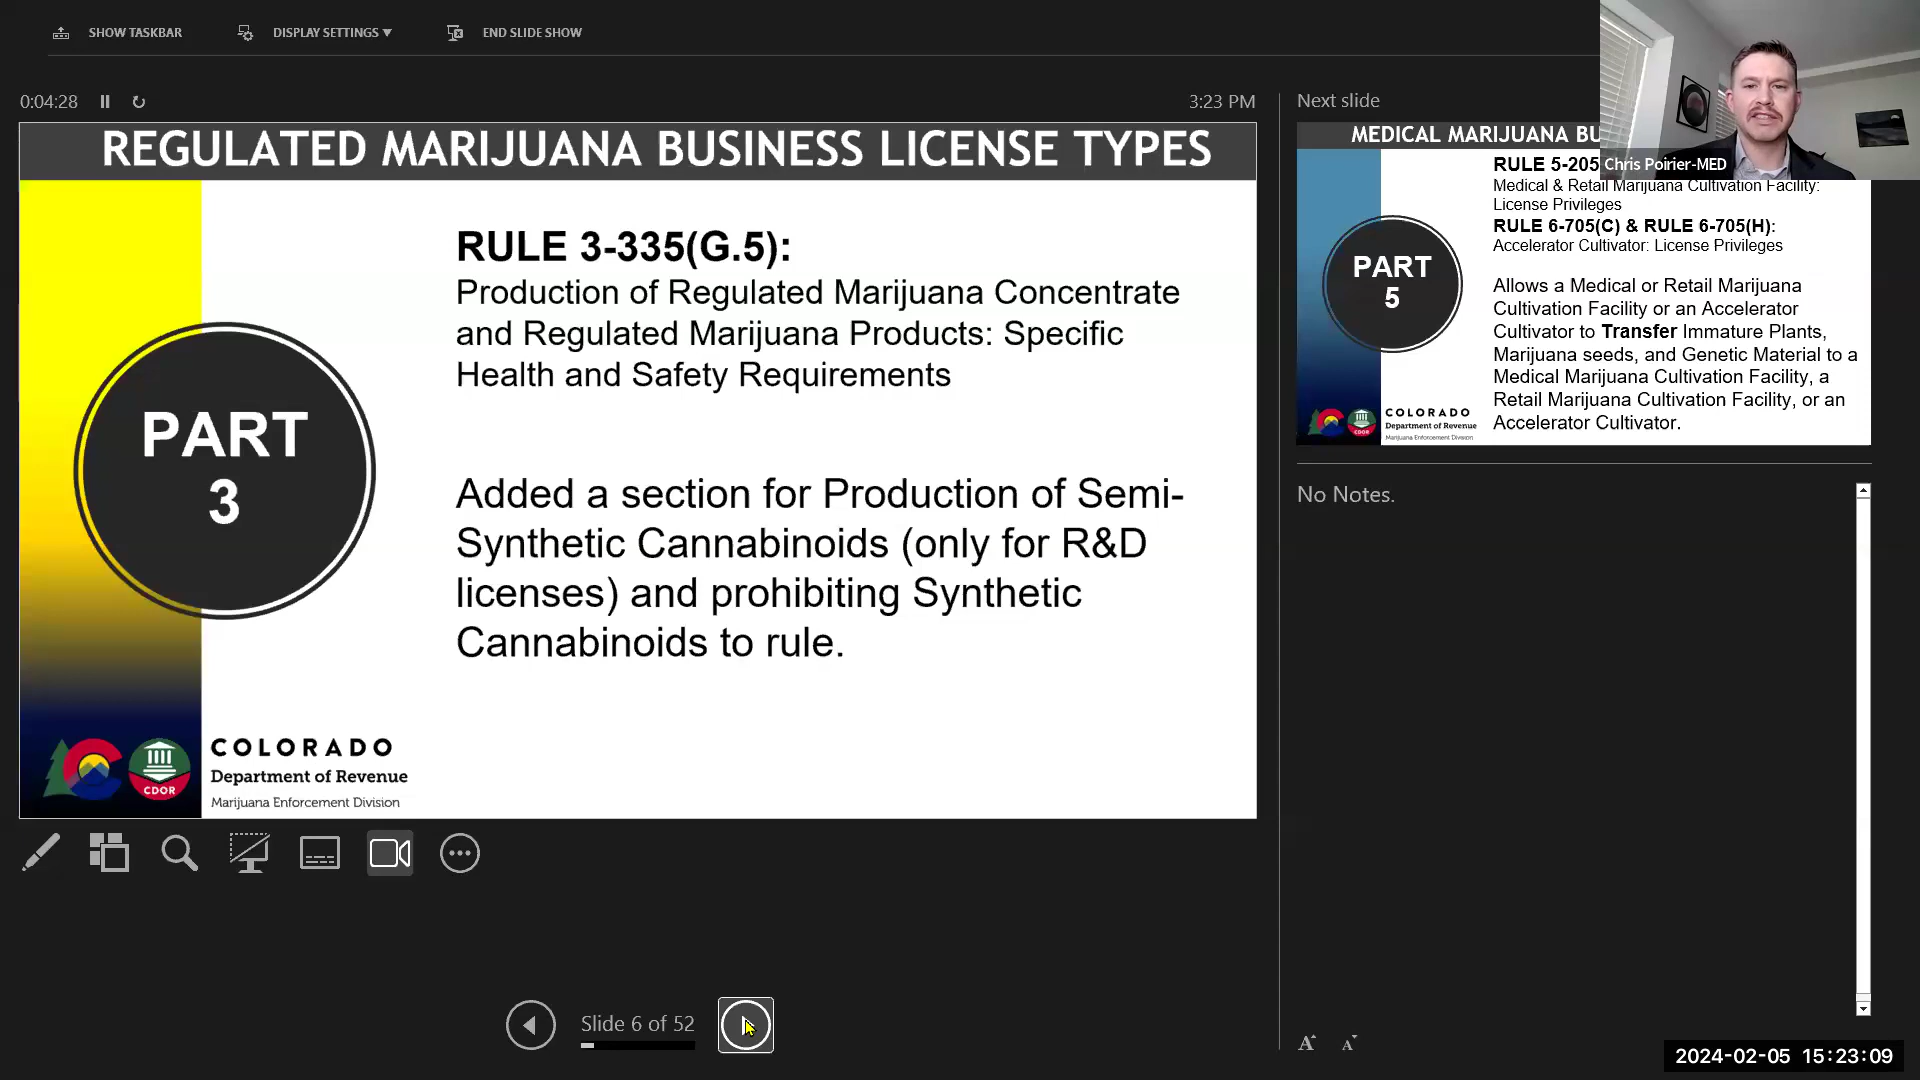 SHOW TASKBAR
DISPLAY SETTINGS ▼
END SLIDE SHOW
0:04:28
3:23 PM
REGULATED MARIJUANA BUSINESS LICENSE TYPES
PART
3
RULE 3-335(G.5):
Production of Regulated Marijuana Concentrate
and Regulated Marijuana Products: Specific
Health and Safety Requirements
Added a section for Production of Semi-
Synthetic Cannabinoids (only for R&D
licenses) and prohibiting Synthetic
Cannabinoids to rule.
CDOR
COLORADO
Department of Revenue
Marijuana Enforcement Division
Slide 6 of 52
Next slide
MEDICAL MARIJUANA BU
Chris Poirier-MED
PART
5
RULE 5-205
Medical & Retail Marijuana Cultivation Facility:
License Privileges
RULE 6-705(C) & RULE 6-705(H):
Accelerator Cultivator: License Privileges
Allows a Medical or Retail Marijuana
Cultivation Facility or an Accelerator
Cultivator to Transfer Immature Plants,
Marijuana seeds, and Genetic Material to a
Medical Marijuana Cultivation Facility, a
Retail Marijuana Cultivation Facility, or an
Accelerator Cultivator.
CDOR
COLORADO
Department of Revenue
Marijuana Enforcement Division
No Notes.
A A
2024-02-05 15:23:09